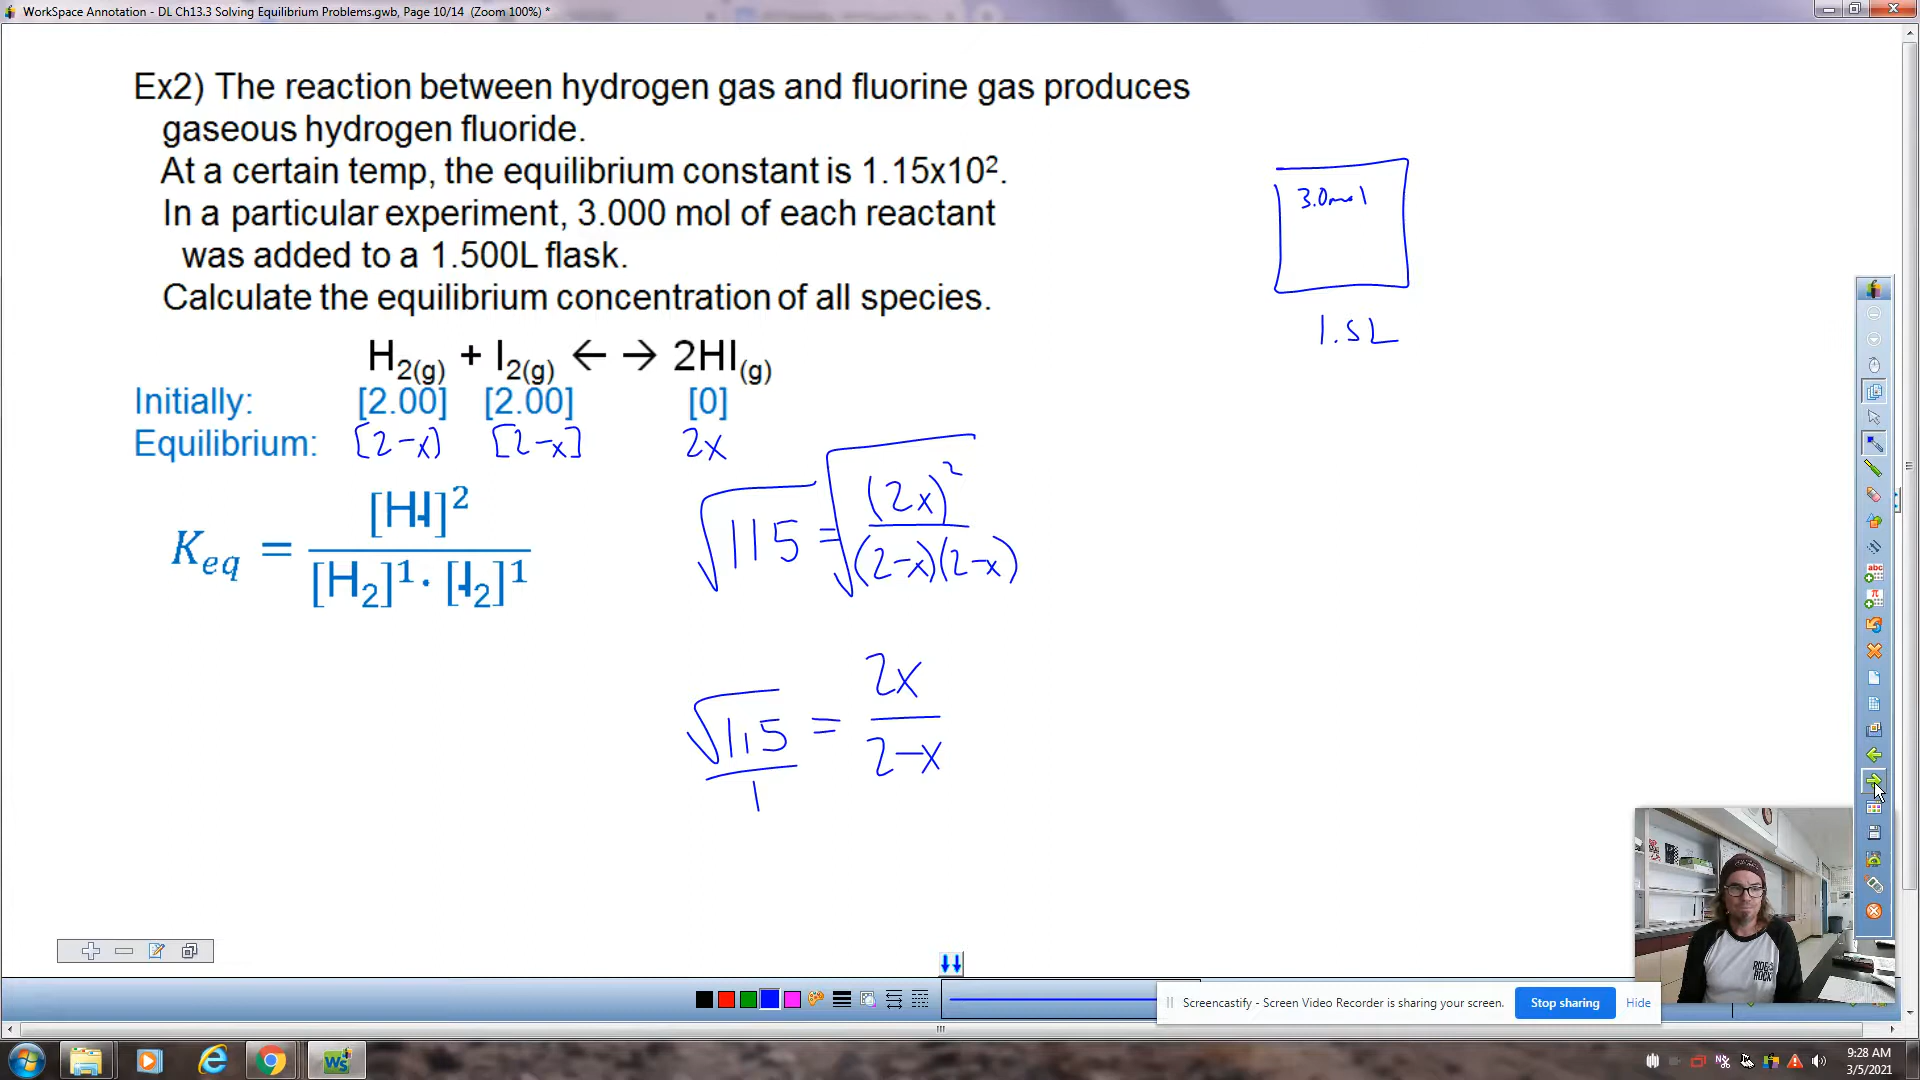 WorkSpace Annotation - DL Ch13.3 Solving Equilibrium Problems.gwb, Page 10/14 (Zoom 100%) *
Ex2) The reaction between hydrogen gas and fluorine gas produces
gaseous hydrogen fluoride.
At a certain temp, the equilibrium constant is 1.15x10².
In a particular experiment, 3.000 mol of each reactant
was added to a 1.500L flask.
Calculate the equilibrium concentration of all species.
3.0mol
1.5L
H₂(g) + I₂(g) ← → 2HI(g)
Initially: [2.00] [2.00] [0]
Equilibrium: [2-x) [2-x] 2x
K_eq = [HI]² / [H₂]¹ · [I₂]¹
√115 = √(2x)² / (2-x)(2-x)
√115 / 1 = 2x / 2-x
abc
π
RIDE
ROCK
Screencastify - Screen Video Recorder is sharing your screen.
Stop sharing
Hide
WS
9:28 AM
3/5/2021